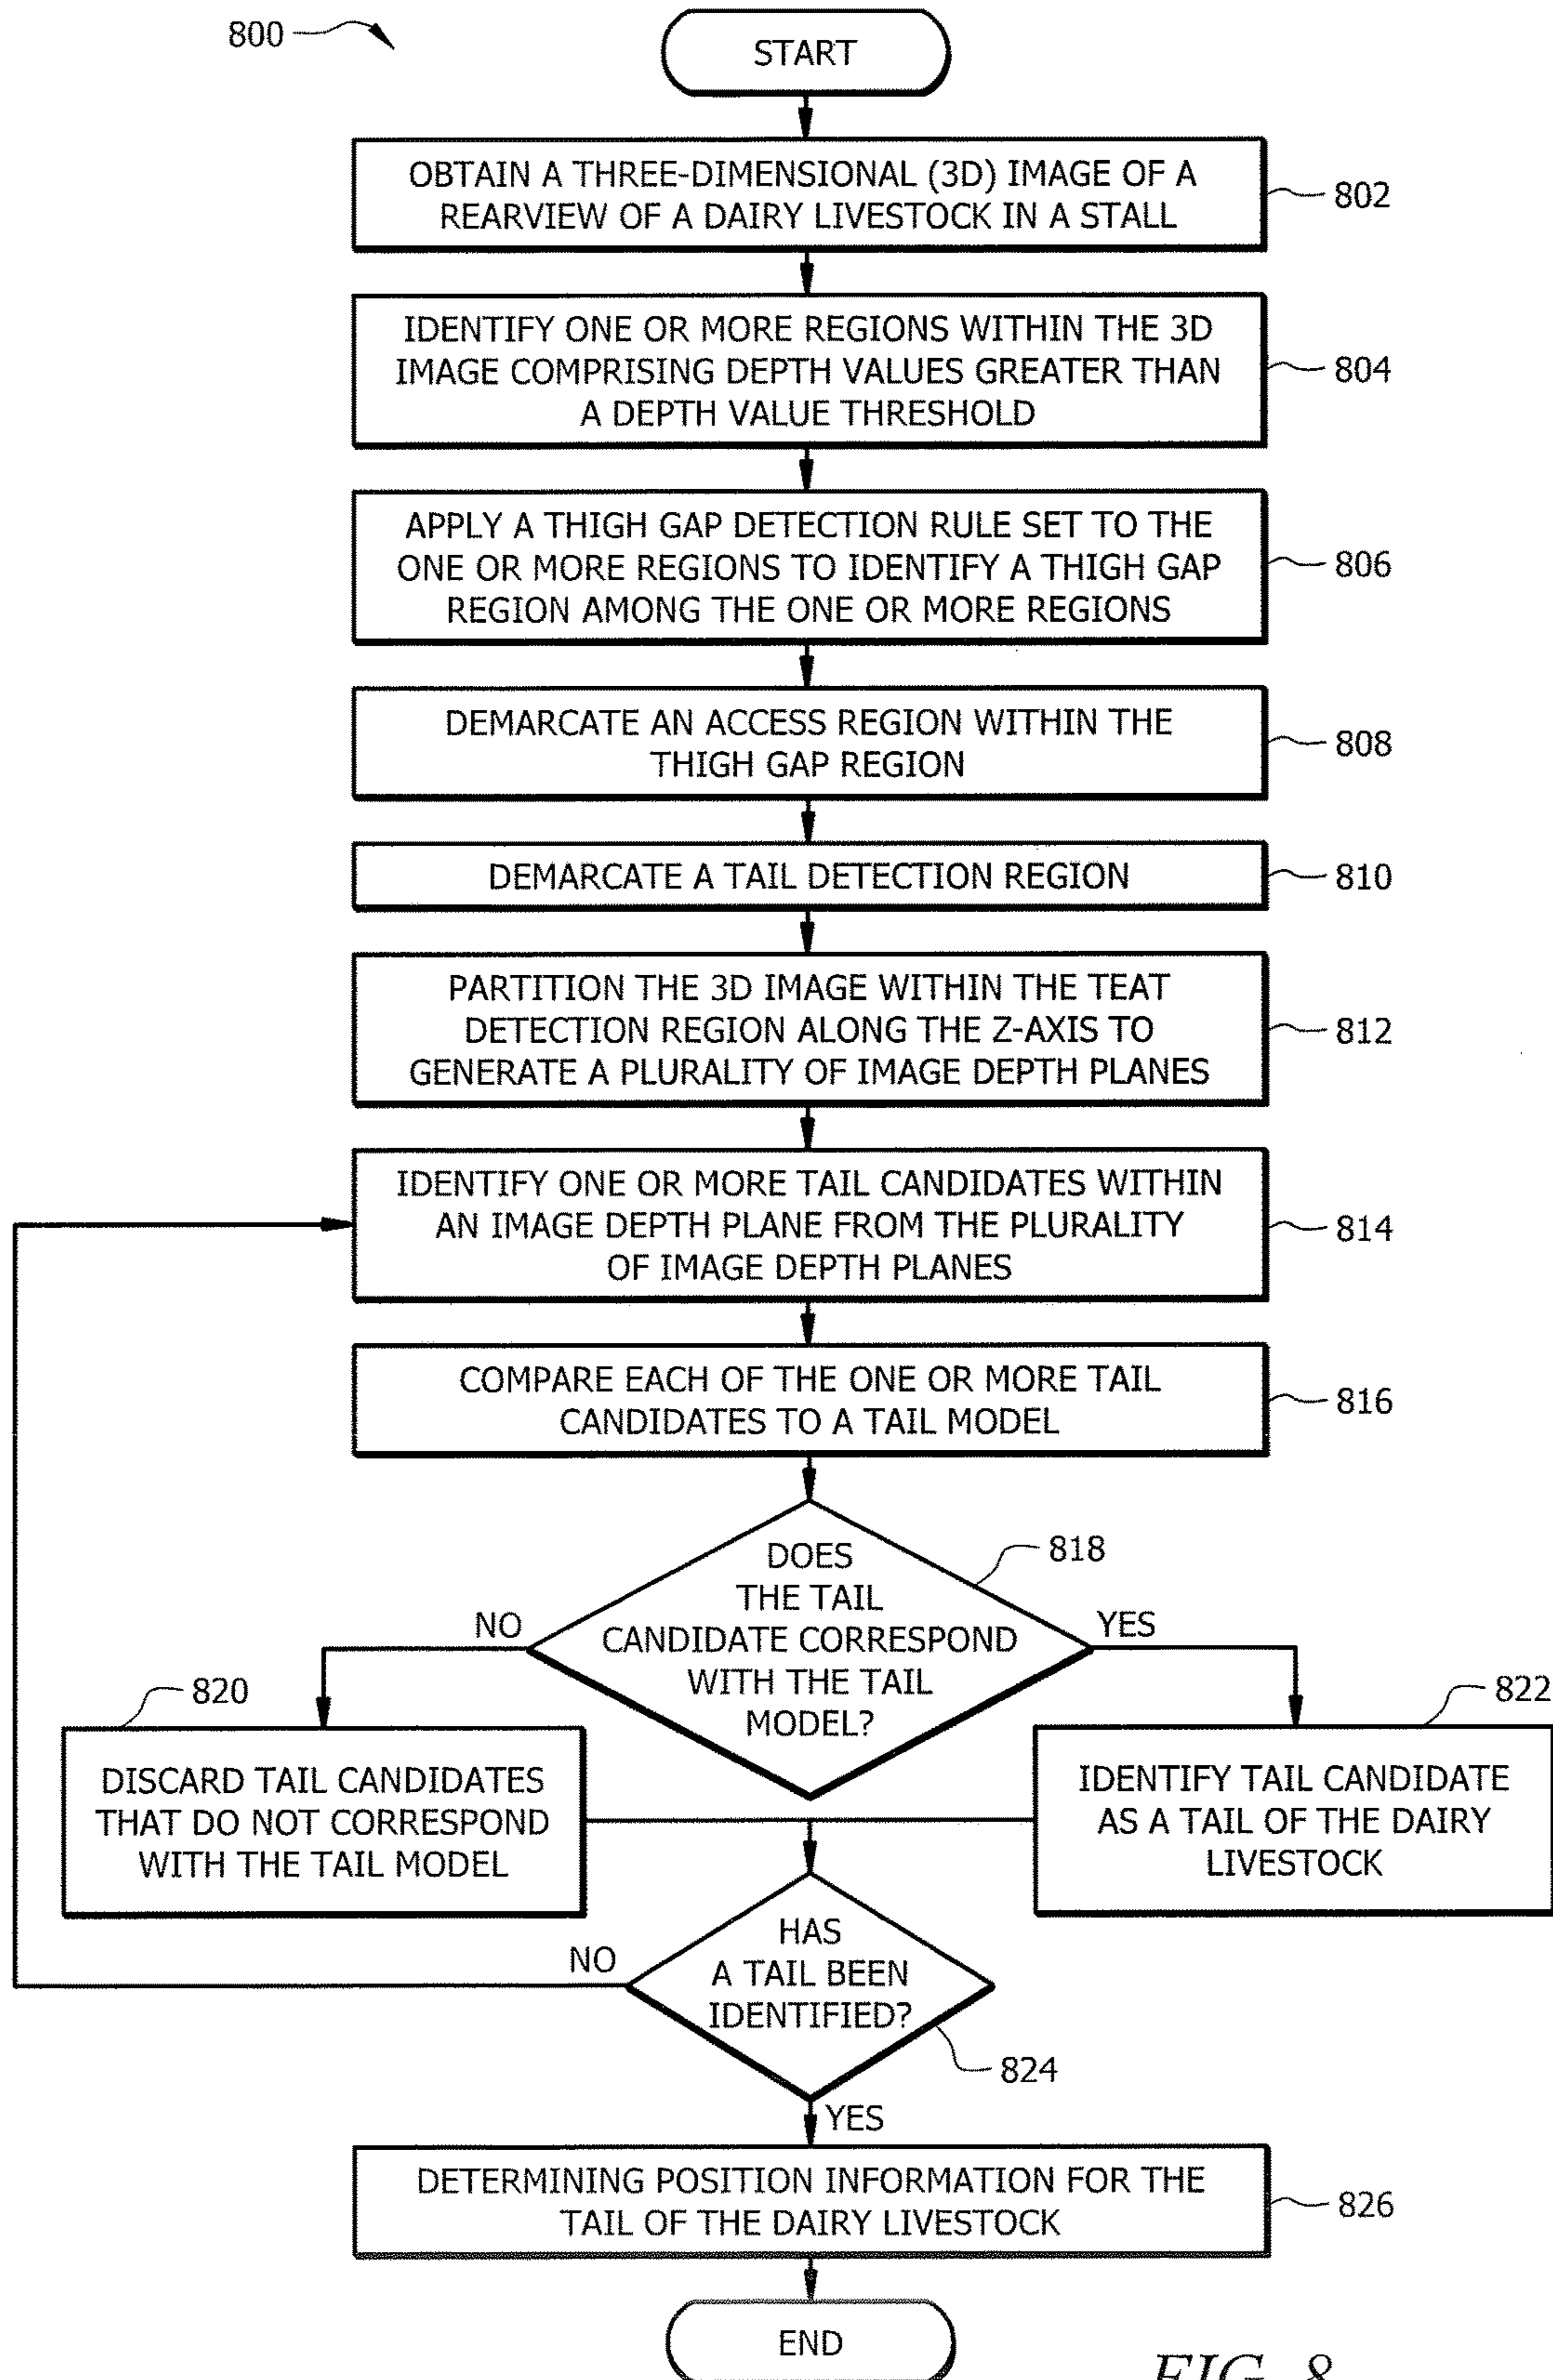 800
START
OBTAIN A THREE-DIMENSIONAL (3D) IMAGE OF A
REARVIEW OF A DAIRY LIVESTOCK IN A STALL
802
IDENTIFY ONE OR MORE REGIONS WITHIN THE 3D
IMAGE COMPRISING DEPTH VALUES GREATER THAN
A DEPTH VALUE THRESHOLD
804
APPLY A THIGH GAP DETECTION RULE SET TO THE
ONE OR MORE REGIONS TO IDENTIFY A THIGH GAP
REGION AMONG THE ONE OR MORE REGIONS
806
DEMARCATE AN ACCESS REGION WITHIN THE
THIGH GAP REGION
808
DEMARCATE A TAIL DETECTION REGION
810
PARTITION THE 3D IMAGE WITHIN THE TEAT
DETECTION REGION ALONG THE Z-AXIS TO
GENERATE A PLURALITY OF IMAGE DEPTH PLANES
812
IDENTIFY ONE OR MORE TAIL CANDIDATES WITHIN
AN IMAGE DEPTH PLANE FROM THE PLURALITY
OF IMAGE DEPTH PLANES
814
COMPARE EACH OF THE ONE OR MORE TAIL
CANDIDATES TO A TAIL MODEL
816
DOES
THE TAIL
CANDIDATE CORRESPOND
WITH THE TAIL
MODEL?
818
NO
YES
820
DISCARD TAIL CANDIDATES
THAT DO NOT CORRESPOND
WITH THE TAIL MODEL
822
IDENTIFY TAIL CANDIDATE
AS A TAIL OF THE DAIRY
LIVESTOCK
HAS
A TAIL BEEN
IDENTIFIED?
NO
824
YES
DETERMINING POSITION INFORMATION FOR THE
TAIL OF THE DAIRY LIVESTOCK
826
END
FIG. 8